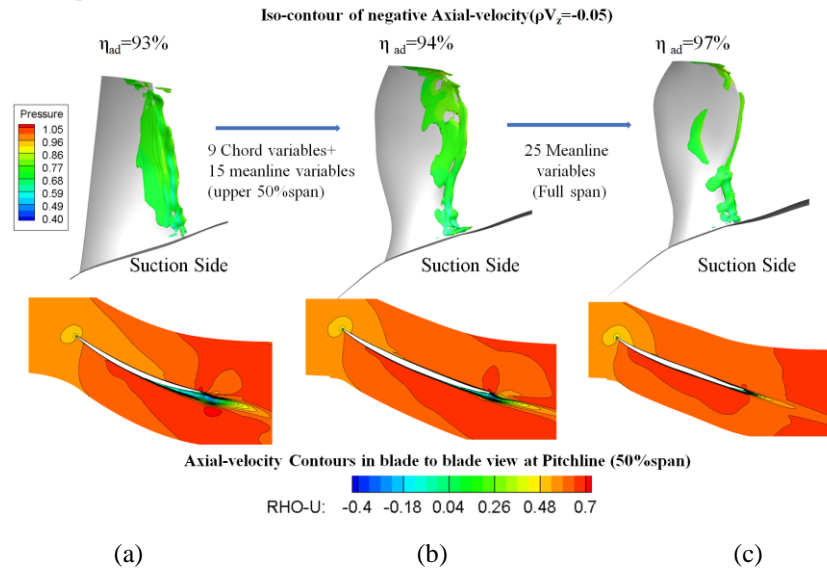 Iso-contour of negative Axial-velocity(ρVz=-0.05)
ηad=93%
η ad=94%
η ad=97%
Pressure
1.05
0.96
0.86
0.77
0.68
0.59
0.49
0.40
9 Chord variables+
15 meanline variables
(upper 50%span)
25 Meanline
variables
(Full span)
Suction Side
Suction Side
Suction Side
Axial-velocity Contours in blade to blade view at Pitchline (50%span)
RHO-U: -0.4 -0.18 0.04 0.26 0.48 0.7
(a) (b) (c)